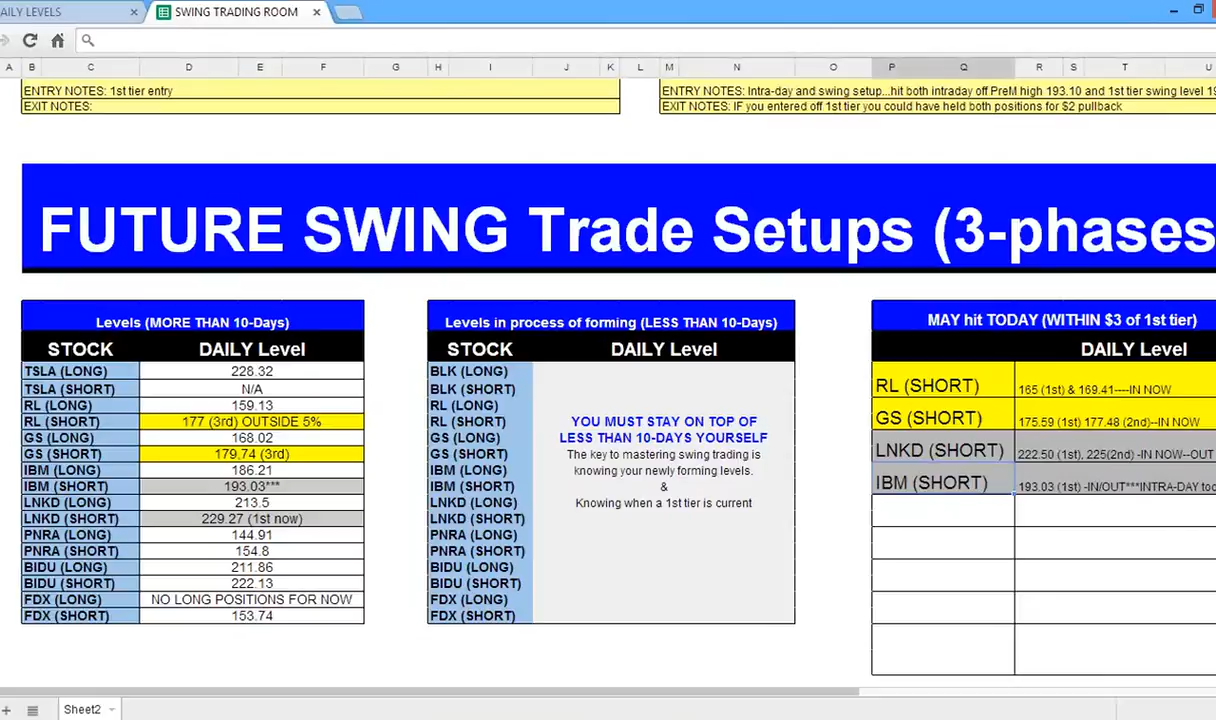 AILY LEVELS
SWING TRADING ROOM
A B C D E F G H I J K L M N O P Q R S T U
ENTRY NOTES: 1st tier entry
EXIT NOTES:
ENTRY NOTES: Intra-day and swing setup...hit both intraday off PreM high 193.10 and 1st tier swing level 19
EXIT NOTES: IF you entered off 1st tier you could have held both positions for $2 pullback
FUTURE SWING Trade Setups (3-phases
Levels (MORE THAN 10-Days)
STOCK DAILY Level
TSLA (LONG) 228.32
TSLA (SHORT) N/A
RL (LONG) 159.13
RL (SHORT) 177 (3rd) OUTSIDE 5%
GS (LONG) 168.02
GS (SHORT) 179.74 (3rd)
IBM (LONG) 186.21
IBM (SHORT) 193.03***
LNKD (LONG) 213.5
LNKD (SHORT) 229.27 (1st now)
PNRA (LONG) 144.91
PNRA (SHORT) 154.8
BIDU (LONG) 211.86
BIDU (SHORT) 222.13
FDX (LONG) NO LONG POSITIONS FOR NOW
FDX (SHORT) 153.74
Levels in process of forming (LESS THAN 10-Days)
STOCK DAILY Level
BLK (LONG)
BLK (SHORT)
RL (LONG)
RL (SHORT)
GS (LONG)
GS (SHORT)
IBM (LONG)
IBM (SHORT)
LNKD (LONG)
LNKD (SHORT)
PNRA (LONG)
PNRA (SHORT)
BIDU (LONG)
BIDU (SHORT)
FDX (LONG)
FDX (SHORT)
YOU MUST STAY ON TOP OF
LESS THAN 10-DAYS YOURSELF
The key to mastering swing trading is
knowing your newly forming levels.
&
Knowing when a 1st tier is current
MAY hit TODAY (WITHIN $3 of 1st tier)
DAILY Level
RL (SHORT) 165 (1st) & 169.41----IN NOW
GS (SHORT) 175.59 (1st) 177.48 (2nd)--IN NOW
LNKD (SHORT) 222.50 (1st), 225(2nd) -IN NOW--OUT
IBM (SHORT) 193.03 (1st) -IN/OUT***INTRA-DAY too
Sheet2